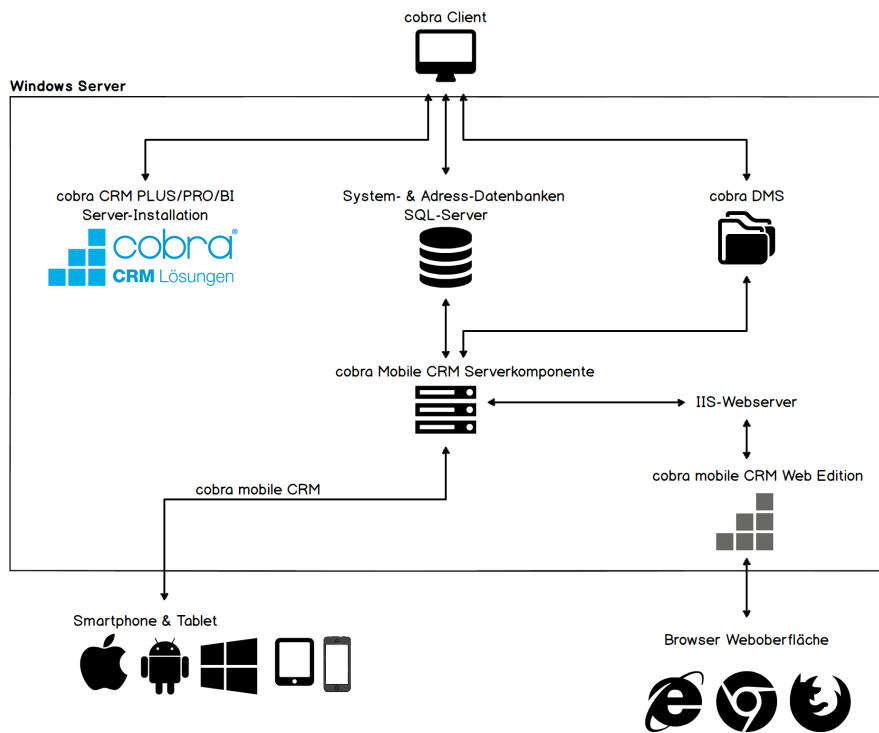 cobra Client
Windows Server
cobra CRM PLUS/PRO/BI
Server-Installation
cobra®
CRM Lösungen
System- & Adress-Datenbanken
SQL-Server
cobra DMS
cobra Mobile CRM Serverkomponente
IIS-Webserver
cobra mobile CRM
cobra mobile CRM Web Edition
Smartphone & Tablet
Browser Weboberfläche